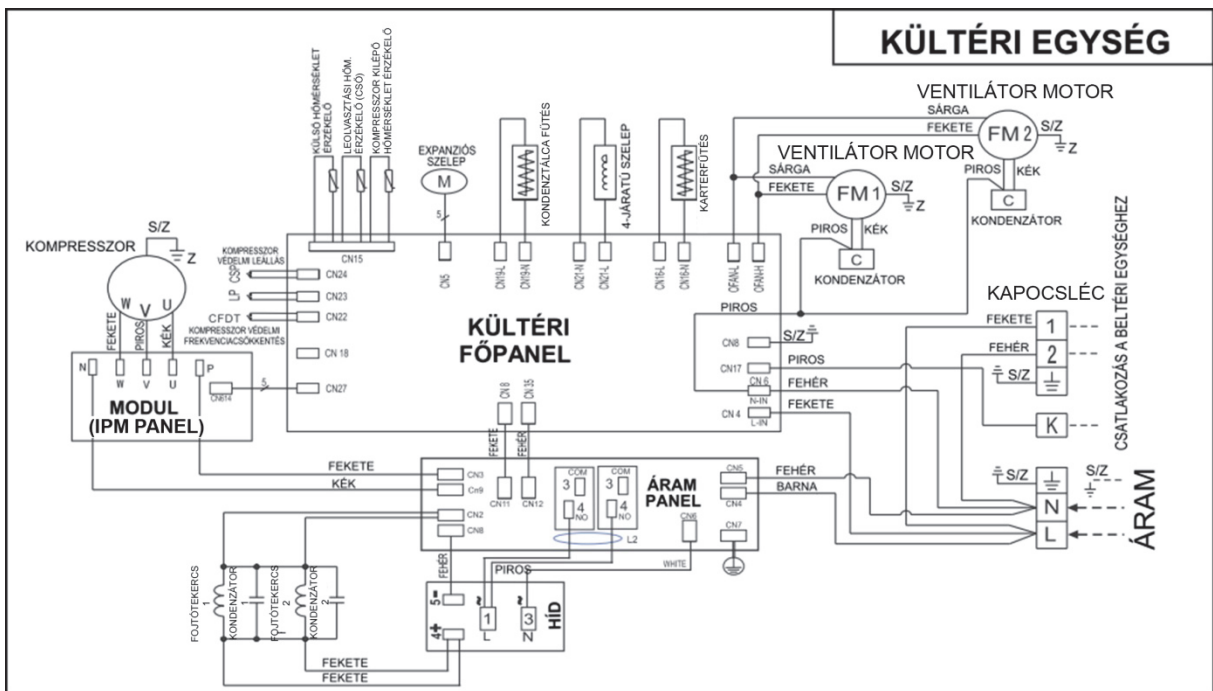 KÜLTÉRI EGYSÉG
KÜLSŐ HŐMÉRSÉKLET
ÉRZÉKELŐ
LEOLVASZTÁSI HŐM.
ÉRZÉKELŐ (CSŐ)
KOMPRESSZOR KILÉPŐ
HŐMÉRSÉKLET ÉRZÉKELŐ
EXPANZIÓS
SZELEP
M
5
KONDENZTÁLCA FŰTÉS
4-JÁRATÚ SZELEP
KARTERFŰTÉS
VENTILÁTOR MOTOR
SÁRGA
FEKETE
FM 2
S/Z
Z
PIROS
KÉK
C
KONDENZÁTOR
VENTILÁTOR MOTOR
SÁRGA
FEKETE
FM 1
S/Z
Z
PIROS
KÉK
C
KONDENZÁTOR
KOMPRESSZOR
S/Z
Z
W
V
U
FEKETE
PIROS
KÉK
KOMPRESSZOR
VÉDELMI LEÁLLÁS
CSP
LP
CFDT
KOMPRESSZOR VÉDELMI
FREKVENCIACSÖKKENTÉS
CN15
CN24
CN23
CN22
CN 18
CN27
CN5
CN19-L
CN19-N
CN21-N
CN21-L
CN16-L
CN16-N
OFAN-L
OFAN-H
KÜLTÉRI
FŐPANEL
PIROS
CN8
S/Z
CN17
PIROS
CN 6
N-IN
FEHÉR
CN 4
L-IN
FEKETE
CN 8
CN 35
FEKETE
FEHÉR
N
W
V
U
P
CN614
5
MODUL
(IPM PANEL)
KAPOCSLÉC
FEKETE
1
FEHÉR
2
S/Z
K
CSATLAKOZÁS A BELTÉRI EGYSÉGHEZ
S/Z
S/Z
N
L
ÁRAM
FEKETE
KÉK
CN3
Cn9
CN2
CN8
CN11
CN12
COM
3
4
NO
COM
3
4
NO
L2
ÁRAM
PANEL
CN6
CN5
CN4
CN7
FEHÉR
BARNA
FEHÉR
PIROS
WHITE
5-
4+
~
1
L
~
3
N
HÍD
FOJTÓTEKERCS
1
KONDENZÁTOR
1
FOJTÓTEKERCS
2
KONDENZÁTOR
2
FEKETE
FEKETE